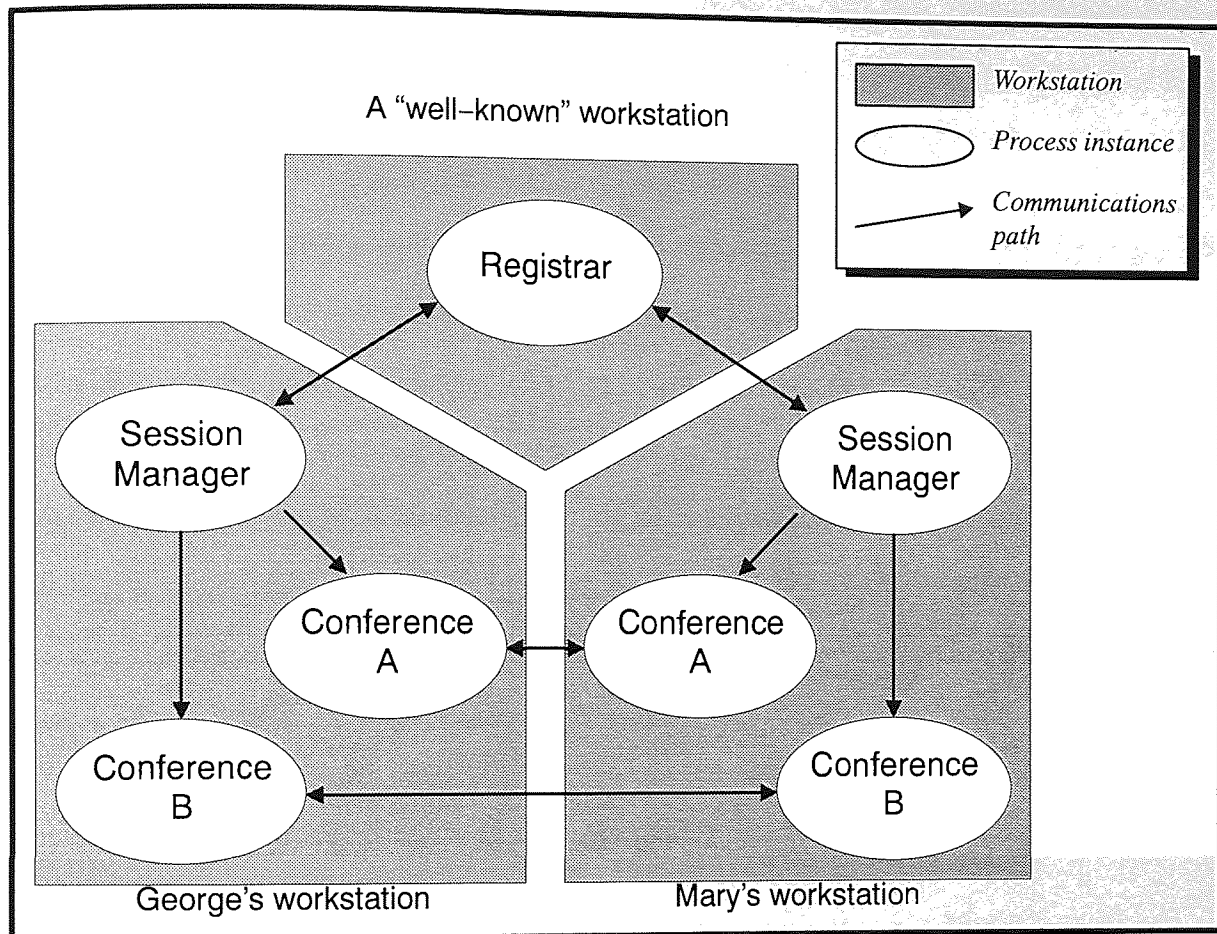 A “well–known” workstation
Workstation
Process instance
Communications
path
Registrar
Session
Manager
Session
Manager
Conference
A
Conference
A
Conference
B
Conference
B
George's workstation
Mary's workstation